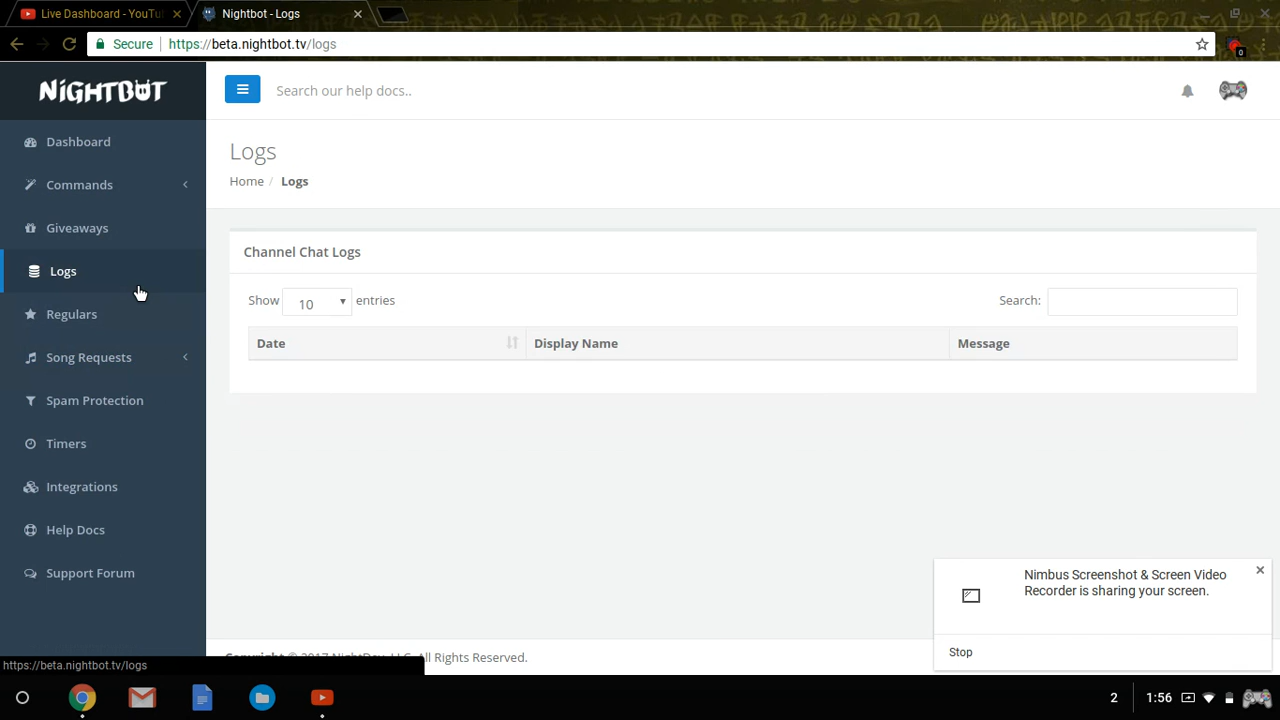 Live Dashboard - YouTu
Nightbot - Logs
Secure
https://beta.nightbot.tv/logs
0
NiGHTBOT
Search our help docs..
Dashboard
Commands
Giveaways
Logs
Regulars
Song Requests
Spam Protection
Timers
Integrations
Help Docs
Support Forum
Logs
Home / Logs
Channel Chat Logs
Show 10 entries
Search:
Date
Display Name
Message
Nimbus Screenshot & Screen Video
Recorder is sharing your screen.
Stop
All Rights Reserved.
https://beta.nightbot.tv/logs
2
1:56